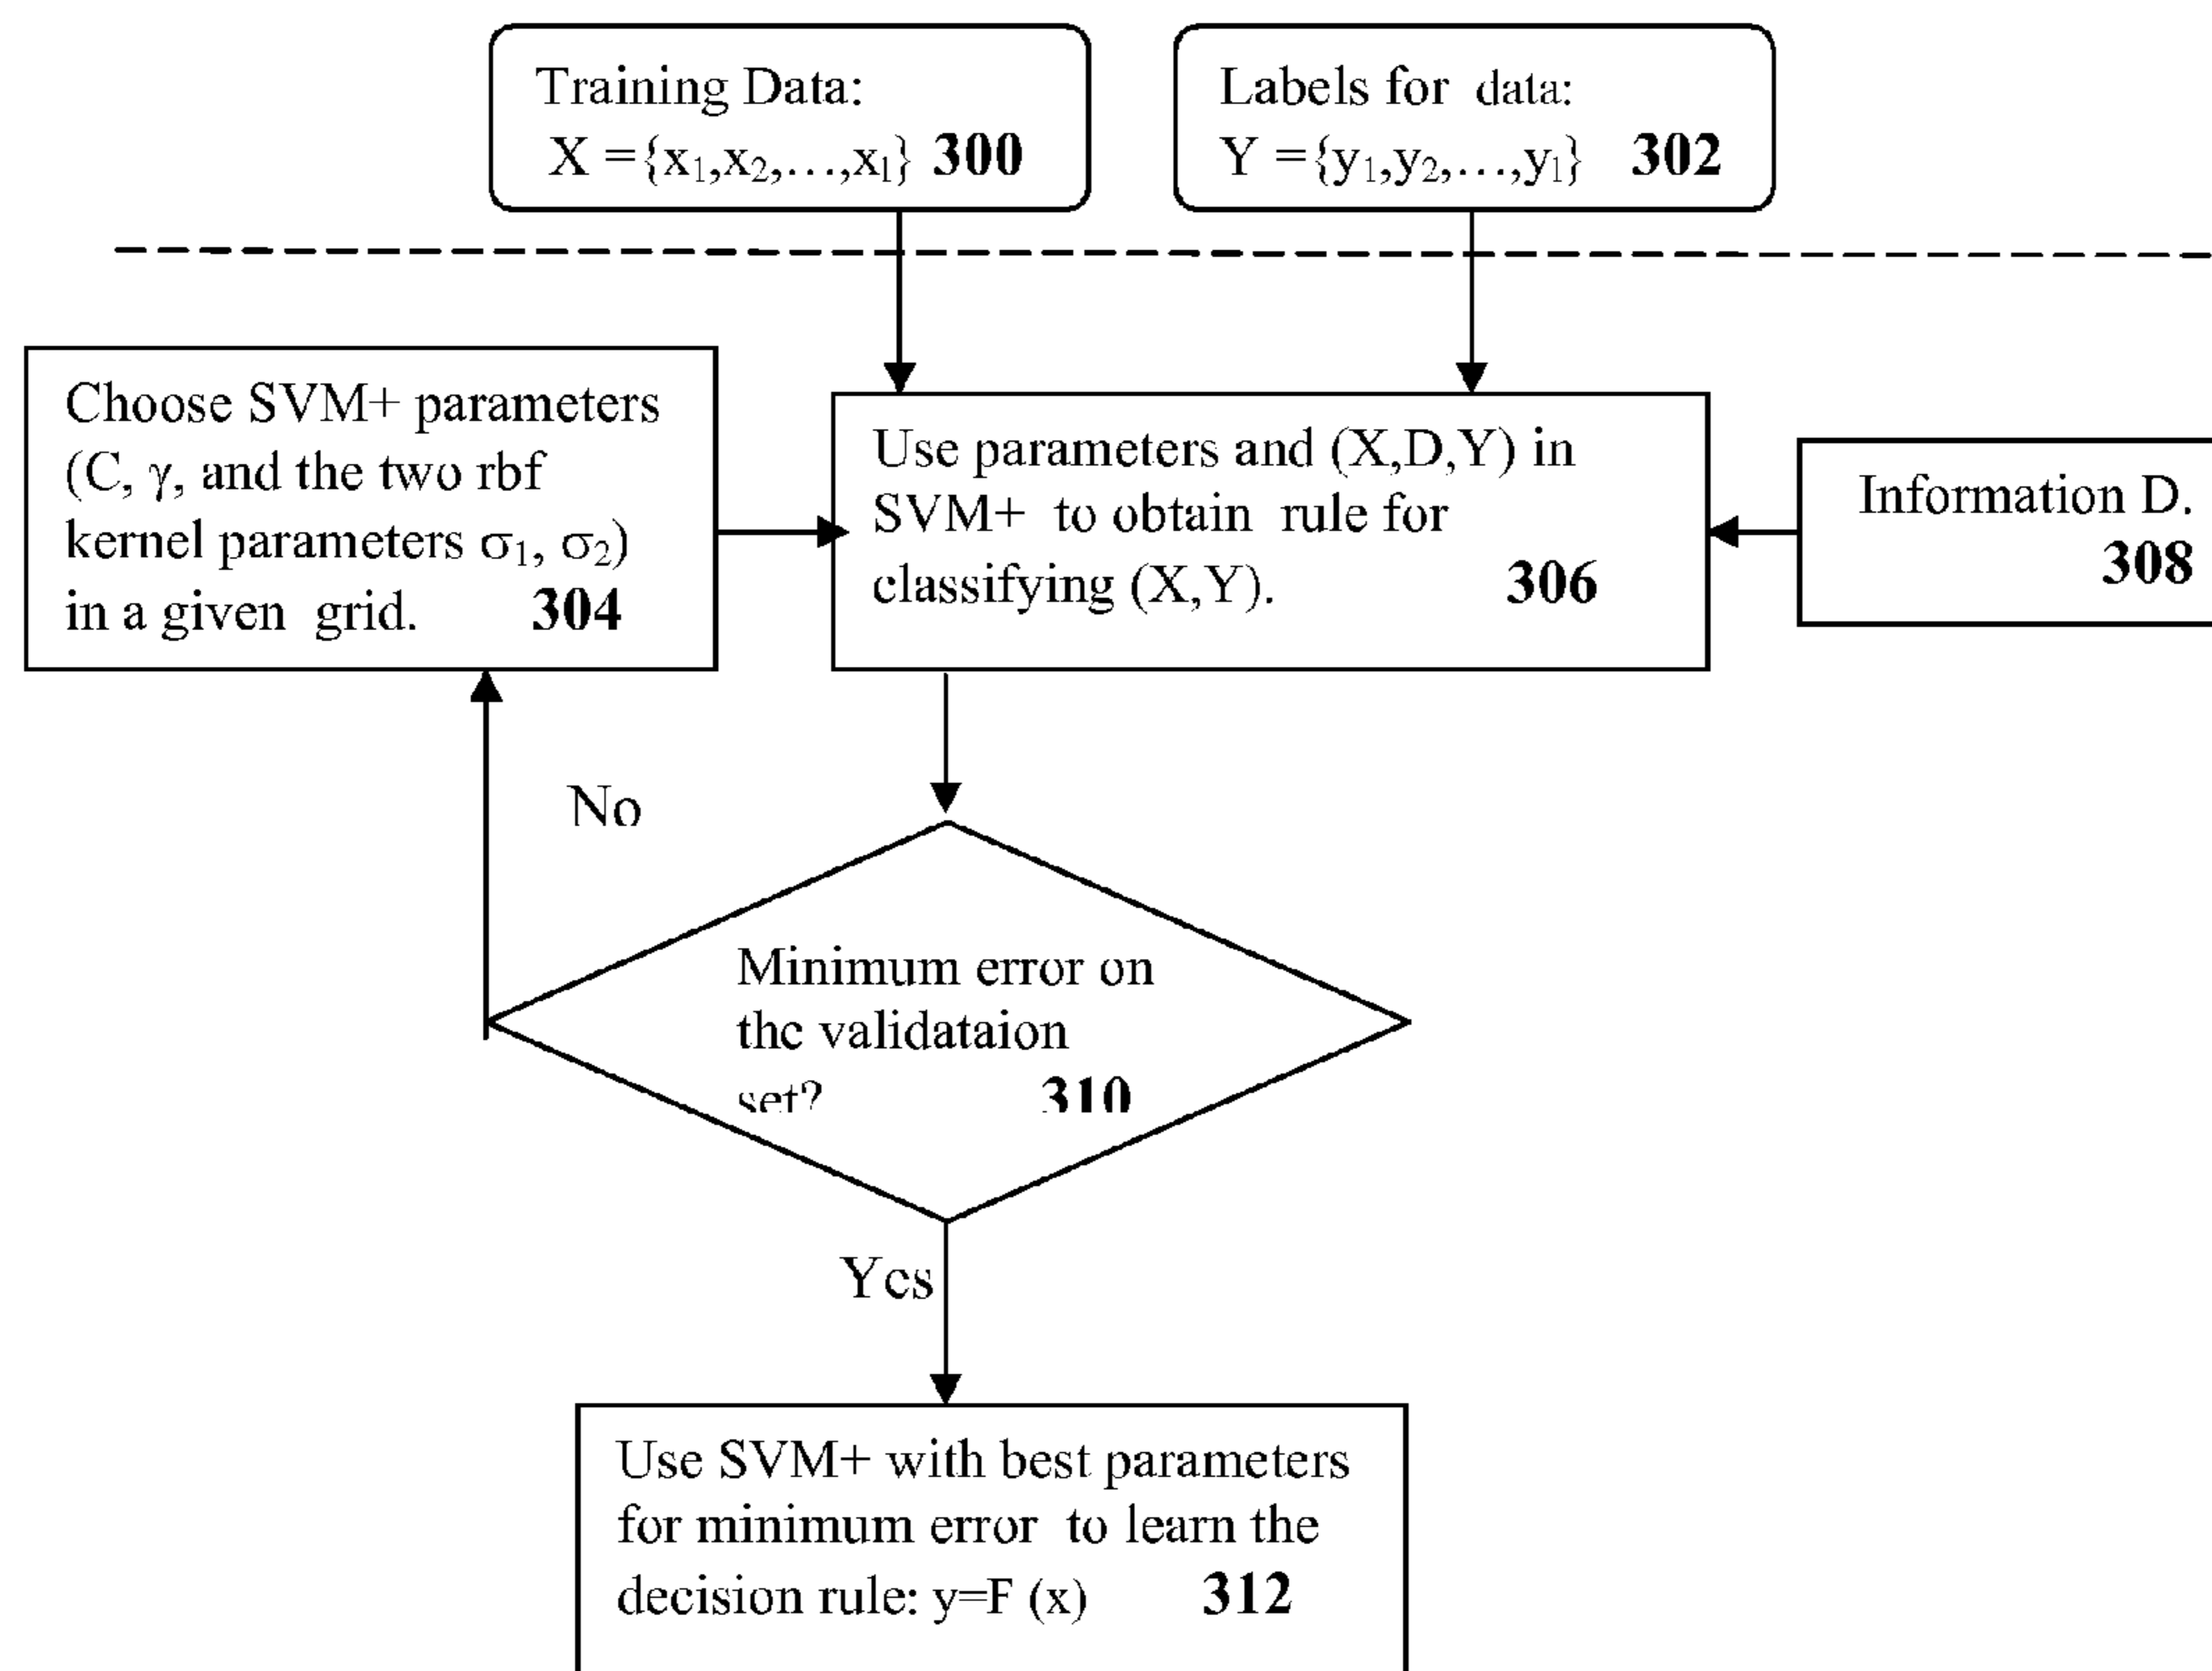 Training Data:
X ={x₁,x₂,…,xₗ} 300
Labels for data:
Y ={y₁,y₂,…,yₗ} 302
Choose SVM+ parameters
(C, γ, and the two rbf
kernel parameters σ₁, σ₂)
in a given grid. 304
Use parameters and (X,D,Y) in
SVM+ to obtain rule for
classifying (X,Y). 306
Information D.
308
No
Minimum error on
the validataion
set? 310
Yes
Use SVM+ with best parameters
for minimum error to learn the
decision rule: y=F (x) 312